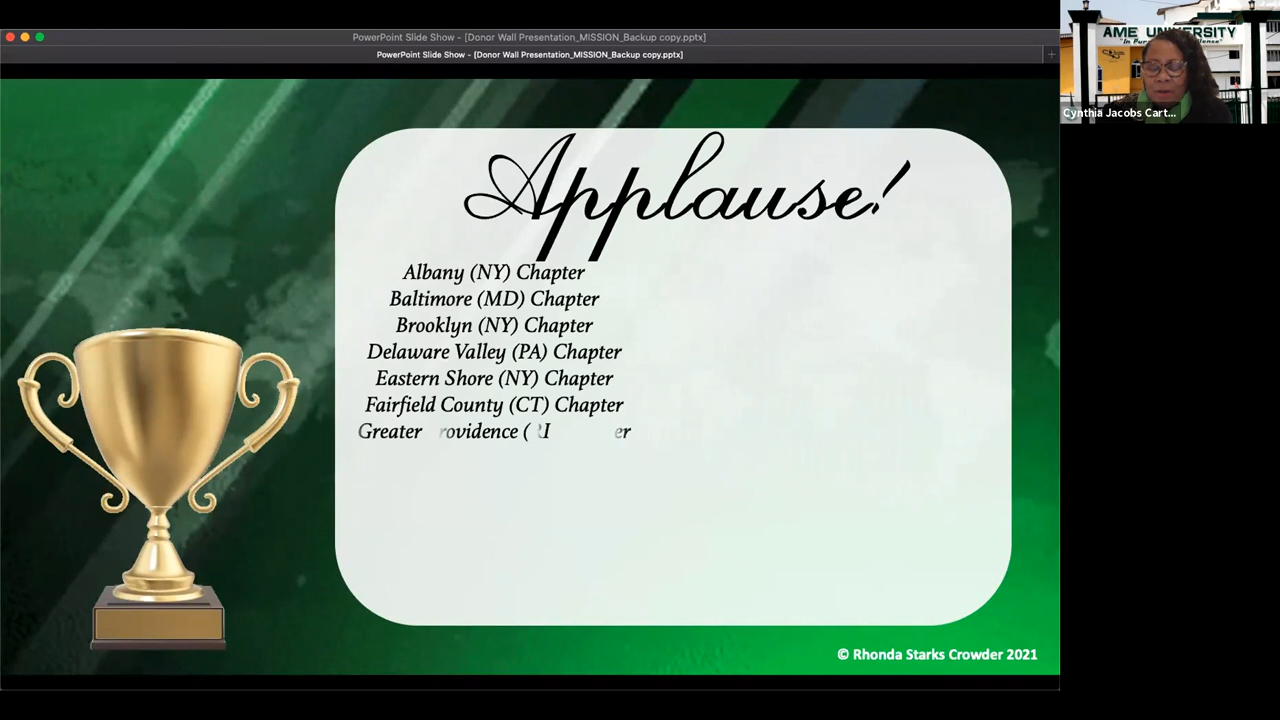 PowerPoint Slide Show - [Donor Wall Presentation_MISSION_Backup copy.pptx]
PowerPoint Slide Show - [Donor Wall Presentation_MISSION_Backup copy.pptx]
AME UNIVERSITY
Cynthia Jacobs Cart...
Applause!
Albany (NY) Chapter
Baltimore (MD) Chapter
Brooklyn (NY) Chapter
Delaware Valley (PA) Chapter
Eastern Shore (NY) Chapter
Fairfield County (CT) Chapter
Greater
© Rhonda Starks Crowder 2021